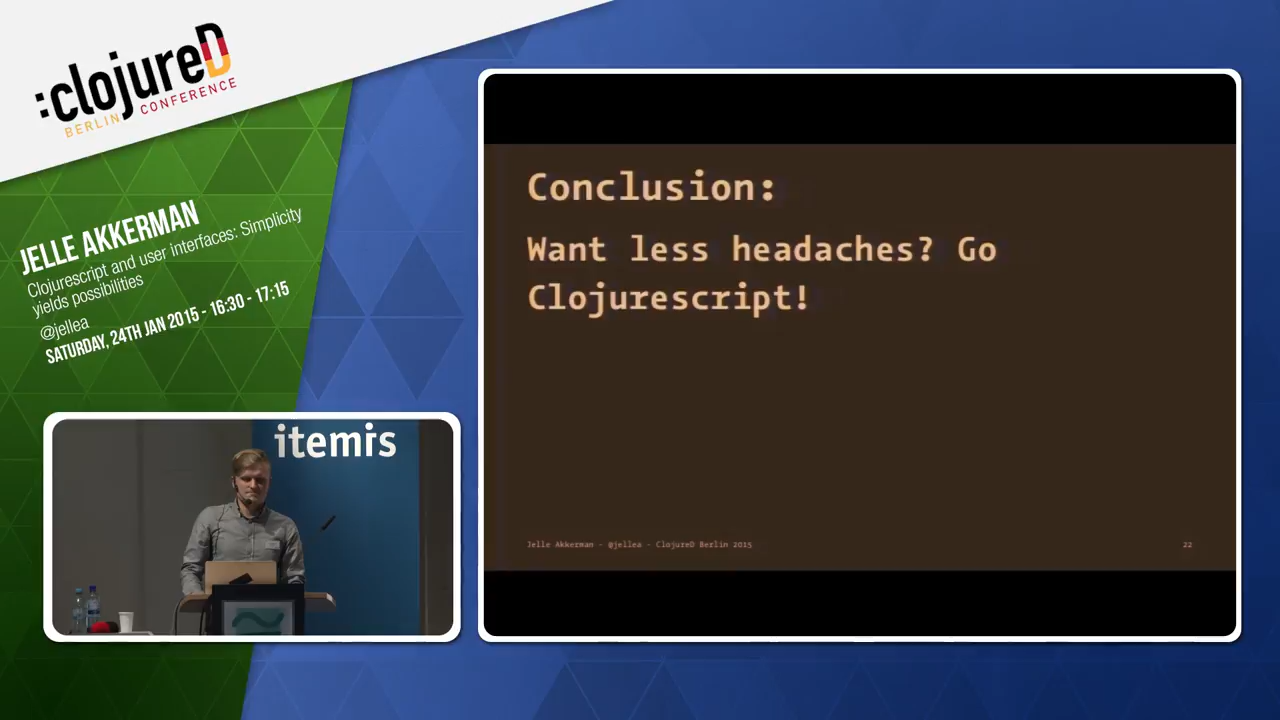 :clojureD
BERLIN CONFERENCE
JELLE AKKERMAN
Clojurescript and user interfaces: Simplicity
yields possibilities
@jellea
SATURDAY, 24TH JAN 2015 - 16:30 - 17:15
itemis
Conclusion:
Want less headaches? Go
Clojurescript!
Jelle Akkerman - @jellea - ClojureD Berlin 2015
22